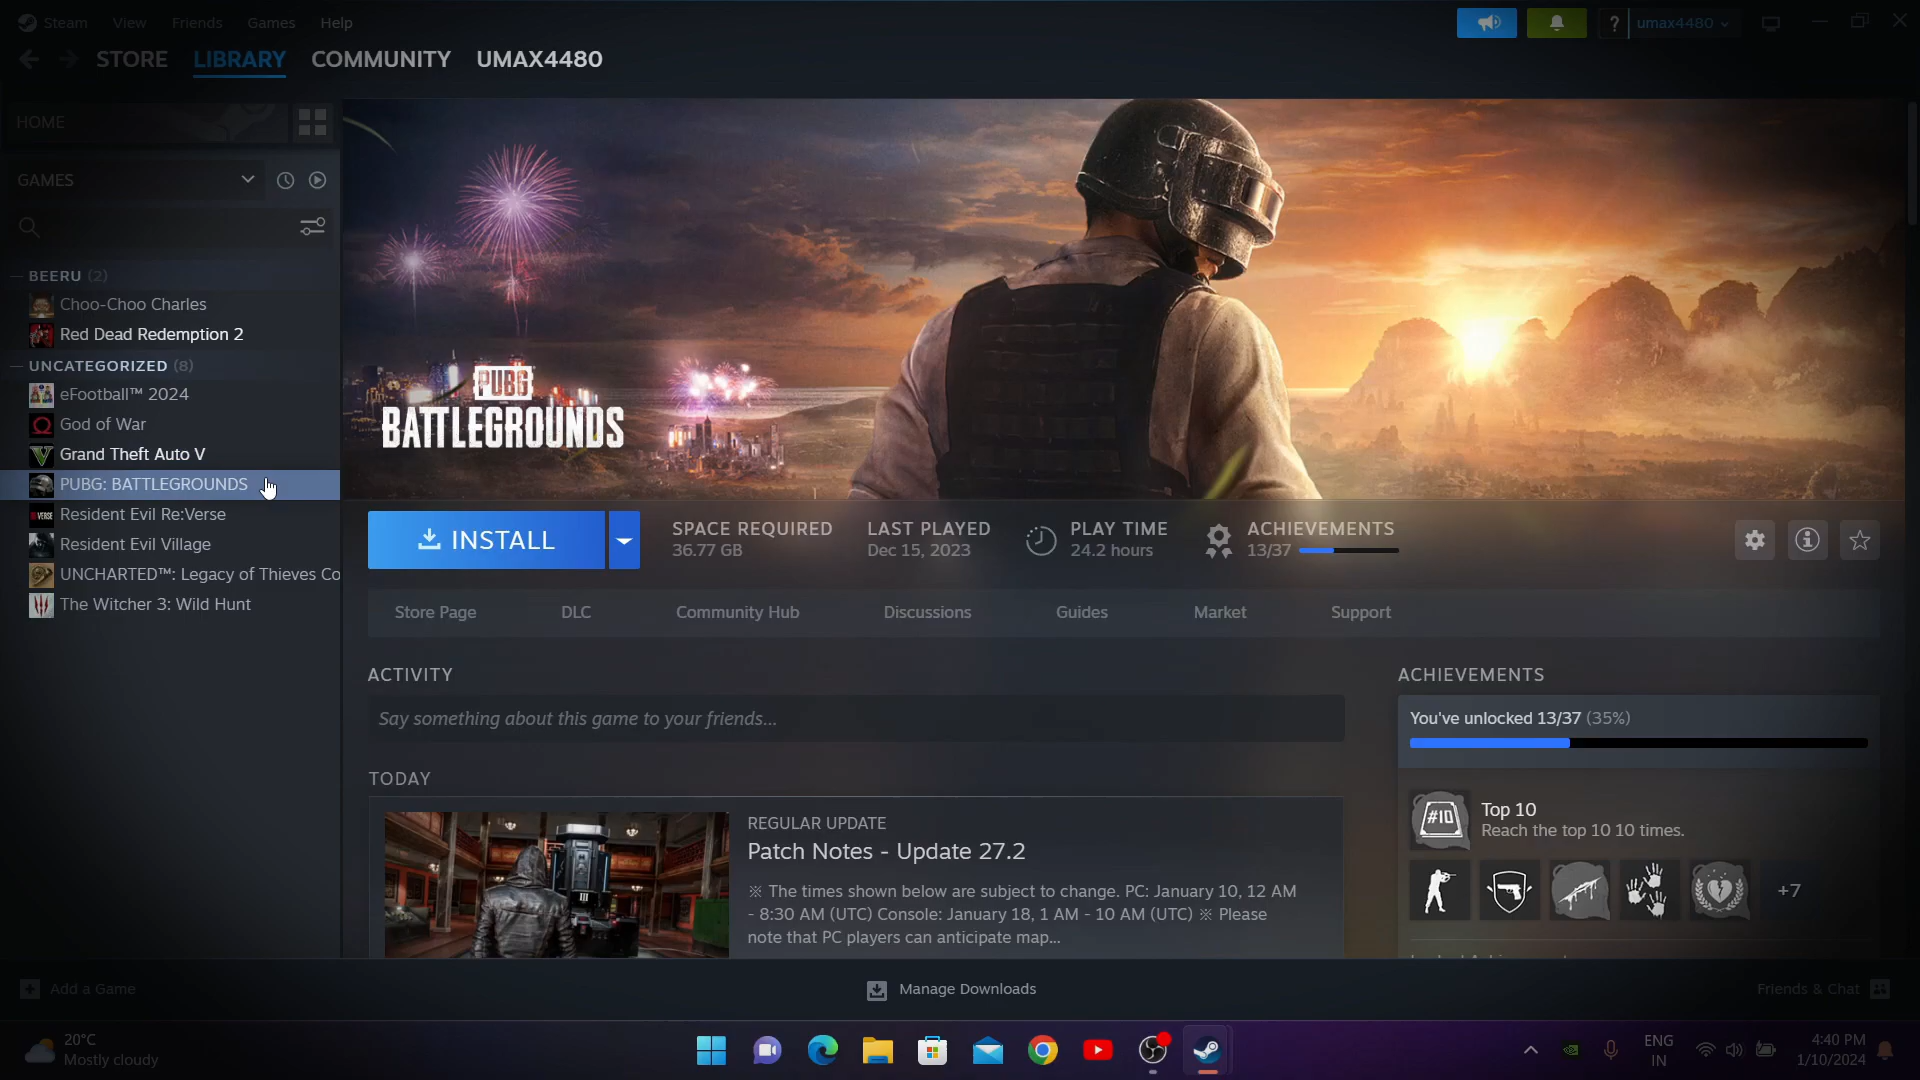 Steam View Friends Games Help
? umax4480
STORE LIBRARY COMMUNITY UMAX4480
HOME
GAMES
BEERU (2)
Choo-Choo Charles
Red Dead Redemption 2
UNCATEGORIZED (8)
eFootball™ 2024
God of War
Grand Theft Auto V
PUBG: BATTLEGROUNDS
Resident Evil Re:Verse
Resident Evil Village
UNCHARTED™: Legacy of Thieves Co
The Witcher 3: Wild Hunt
PUBG
BATTLEGROUNDS
INSTALL
SPACE REQUIRED
36.77 GB
LAST PLAYED
Dec 15, 2023
PLAY TIME
24.2 hours
ACHIEVEMENTS
13/37
Store Page DLC Community Hub Discussions Guides Market Support
ACTIVITY
Say something about this game to your friends...
TODAY
REGULAR UPDATE
Patch Notes - Update 27.2
※ The times shown below are subject to change. PC: January 10, 12 AM
- 8:30 AM (UTC) Console: January 18, 1 AM - 10 AM (UTC) ※ Please
note that PC players can anticipate map...
ACHIEVEMENTS
You've unlocked 13/37 (35%)
#10
Top 10
Reach the top 10 10 times.
+7
Add a Game
Manage Downloads
Friends & Chat
20°C
Mostly cloudy
ENG
IN
4:40 PM
1/10/2024